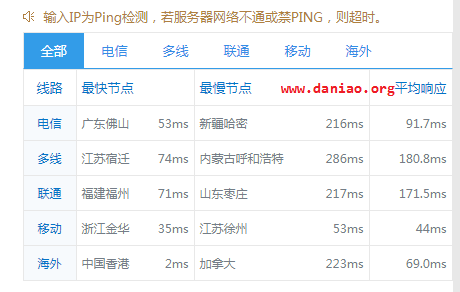 输入IP为Ping检测，若服务器网络不通或禁PING，则超时。
全部 电信 多线 联通 移动 海外
线路 最快节点 最慢节点 www.daniao.org平均响应
电信 广东佛山 53ms 新疆哈密 216ms 91.7ms
多线 江苏宿迁 74ms 内蒙古呼和浩特 286ms 180.8ms
联通 福建福州 71ms 山东枣庄 217ms 171.5ms
移动 浙江金华 35ms 江苏徐州 53ms 44ms
海外 中国香港 2ms 加拿大 223ms 69.0ms